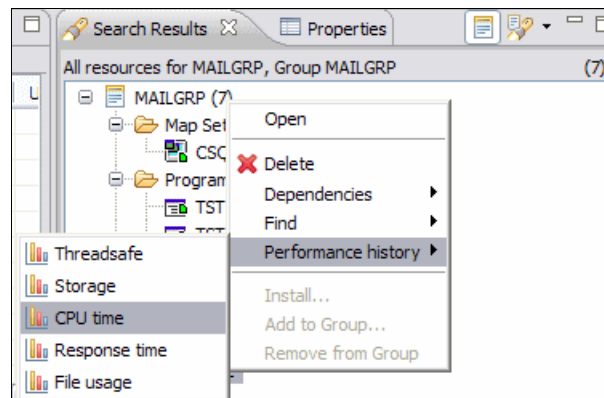 Search Results Properties
All resources for MAILGRP, Group MAILGRP (7)
U
MAILGRP (7)
Map Set
CSQ
Program
TST
Open
Delete
Dependencies
Find
Performance history
Install...
Add to Group...
Remove from Group
Threadsafe
Storage
CPU time
Response time
File usage